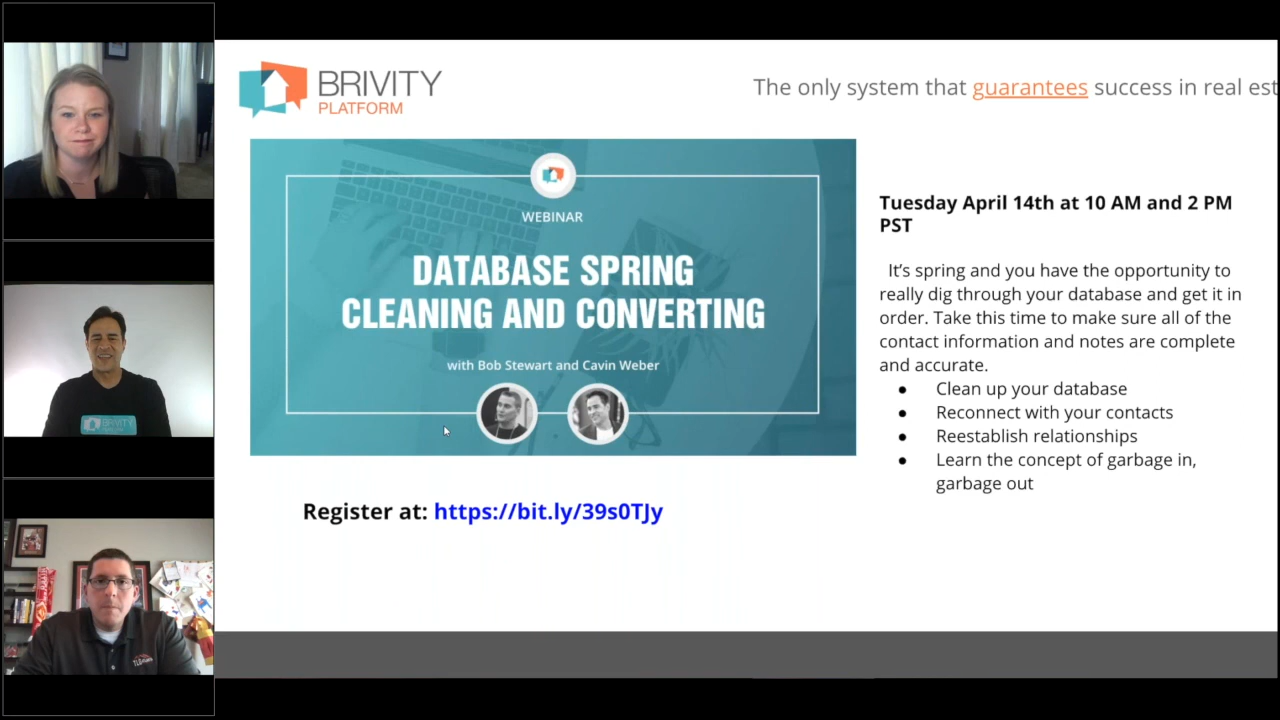 BRIVITY
PLATFORM
The only system that guarantees success in real est
WEBINAR
DATABASE SPRING
CLEANING AND CONVERTING
with Bob Stewart and Cavin Weber
Tuesday April 14th at 10 AM and 2 PM
PST
It's spring and you have the opportunity to
really dig through your database and get it in
order. Take this time to make sure all of the
contact information and notes are complete
and accurate.
● Clean up your database
● Reconnect with your contacts
● Reestablish relationships
● Learn the concept of garbage in,
garbage out
Register at: https://bit.ly/39s0TJy
BRIVITY